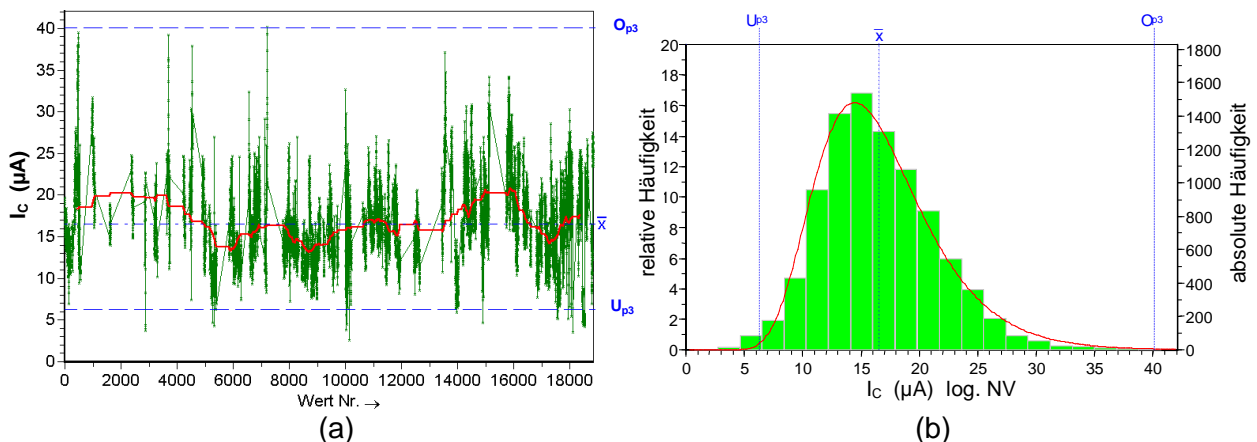 I_C (µA)
45
40
35
30
25
20
15
10
5
0
O_p3
x̄
U_p3
0 2000 4000 6000 8000 10000 12000 14000 16000 18000
Wert Nr. →
(a)
U_p3 x̄ O_p3
relative Häufigkeit
20
18
16
14
12
10
8
6
4
2
0
absolute Häufigkeit
1800
1600
1400
1200
1000
800
600
400
200
0
0 5 10 15 20 25 30 35 40
I_C (µA) log. NV
(b)